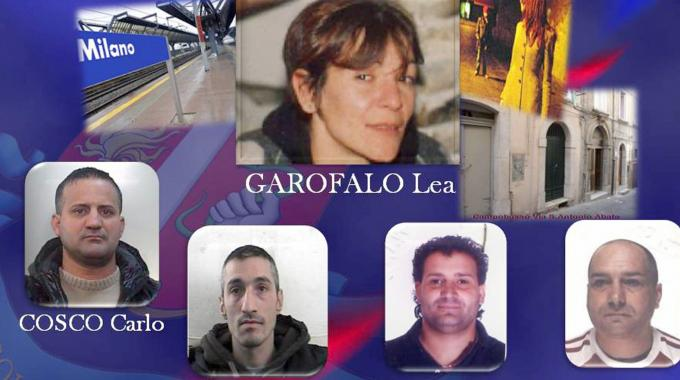 Milano
GAROFALO Lea
Campobasso Via S. Antonio Abate
COSCO Carlo